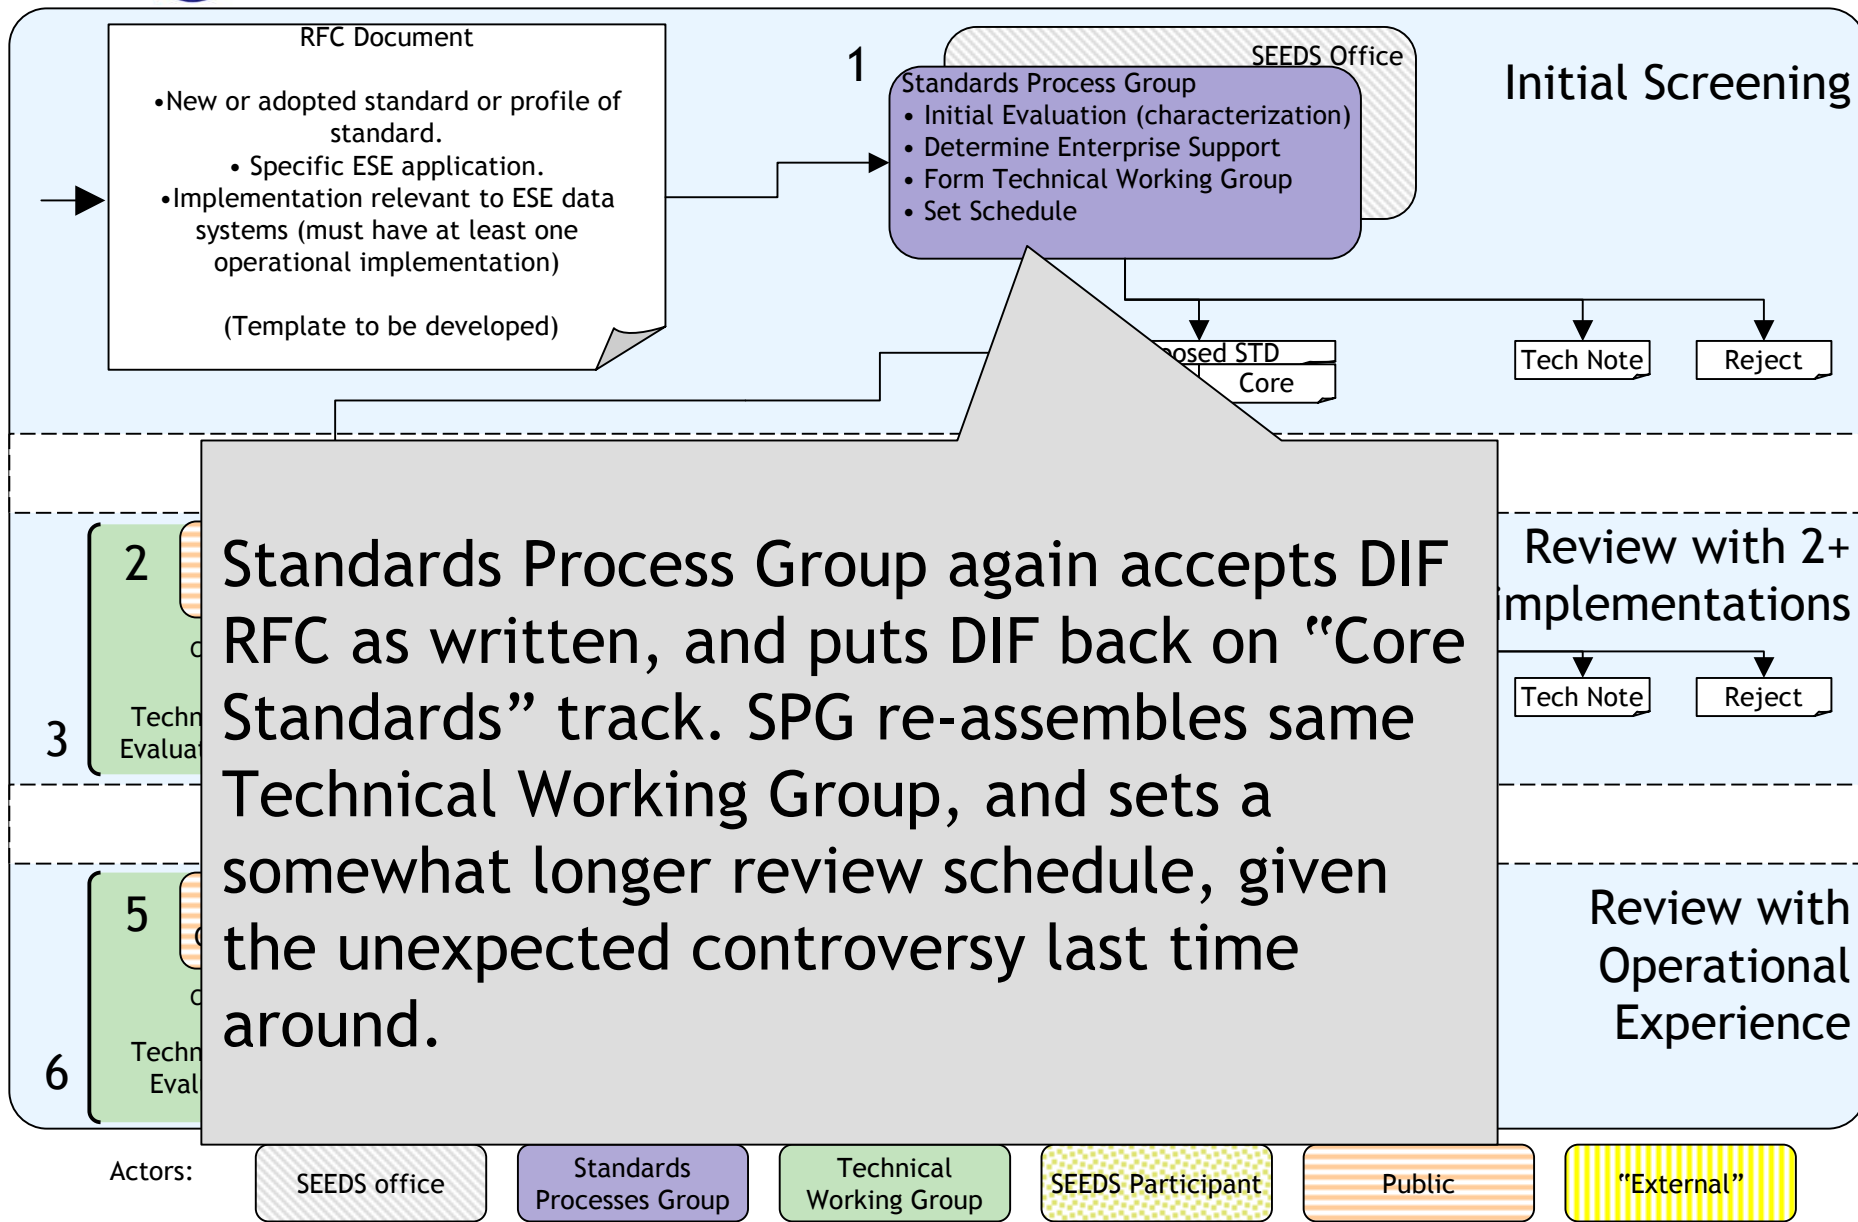 RFC Document
•New or adopted standard or profile of
standard.
• Specific ESE application.
•Implementation relevant to ESE data
systems (must have at least one
operational implementation)
(Template to be developed)
1
SEEDS Office
Standards Process Group
• Initial Evaluation (characterization)
• Determine Enterprise Support
• Form Technical Working Group
• Set Schedule
Initial Screening
STD
Core
Tech Note
Reject
Standards Process Group again accepts DIF
RFC as written, and puts DIF back on “Core
Standards” track. SPG re-assembles same
Technical Working Group, and sets a
somewhat longer review schedule, given
the unexpected controversy last time
around.
2
3
Review with 2+
implementations
Tech Note
Reject
5
6
Review with
Operational
Experience
Actors:
SEEDS office
Standards
Processes Group
Technical
Working Group
SEEDS Participant
Public
“External”